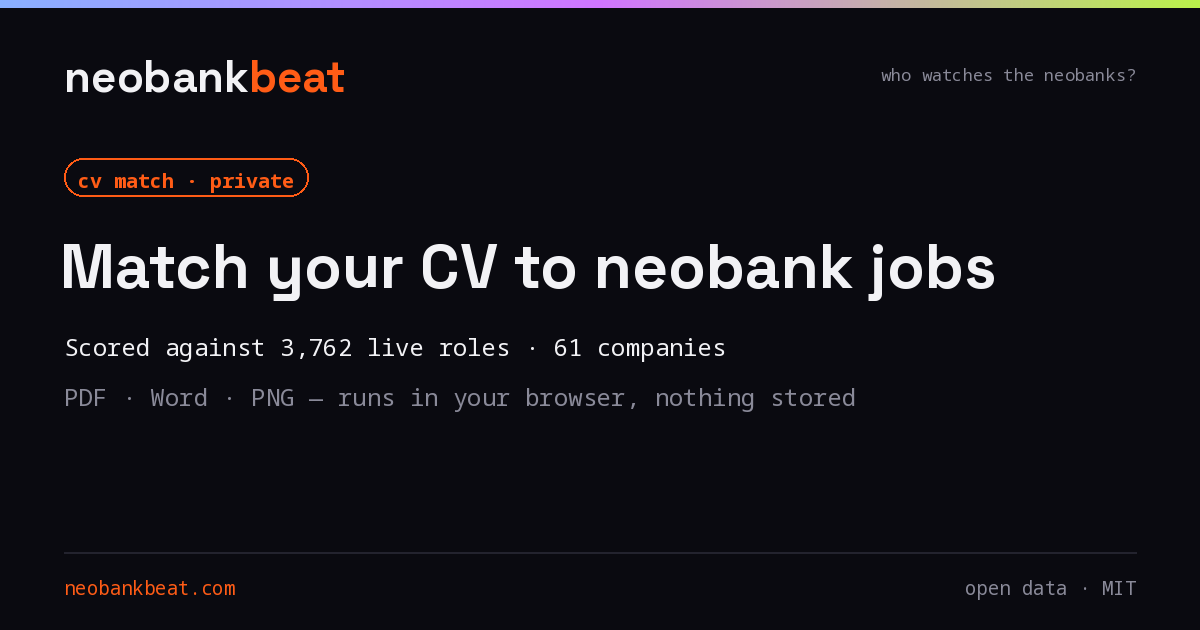 neobankbeat
who watches the neobanks?
cv match · private
Match your CV to neobank jobs
Scored against 3,762 live roles · 61 companies
PDF · Word · PNG — runs in your browser, nothing stored
neobankbeat.com
open data · MIT